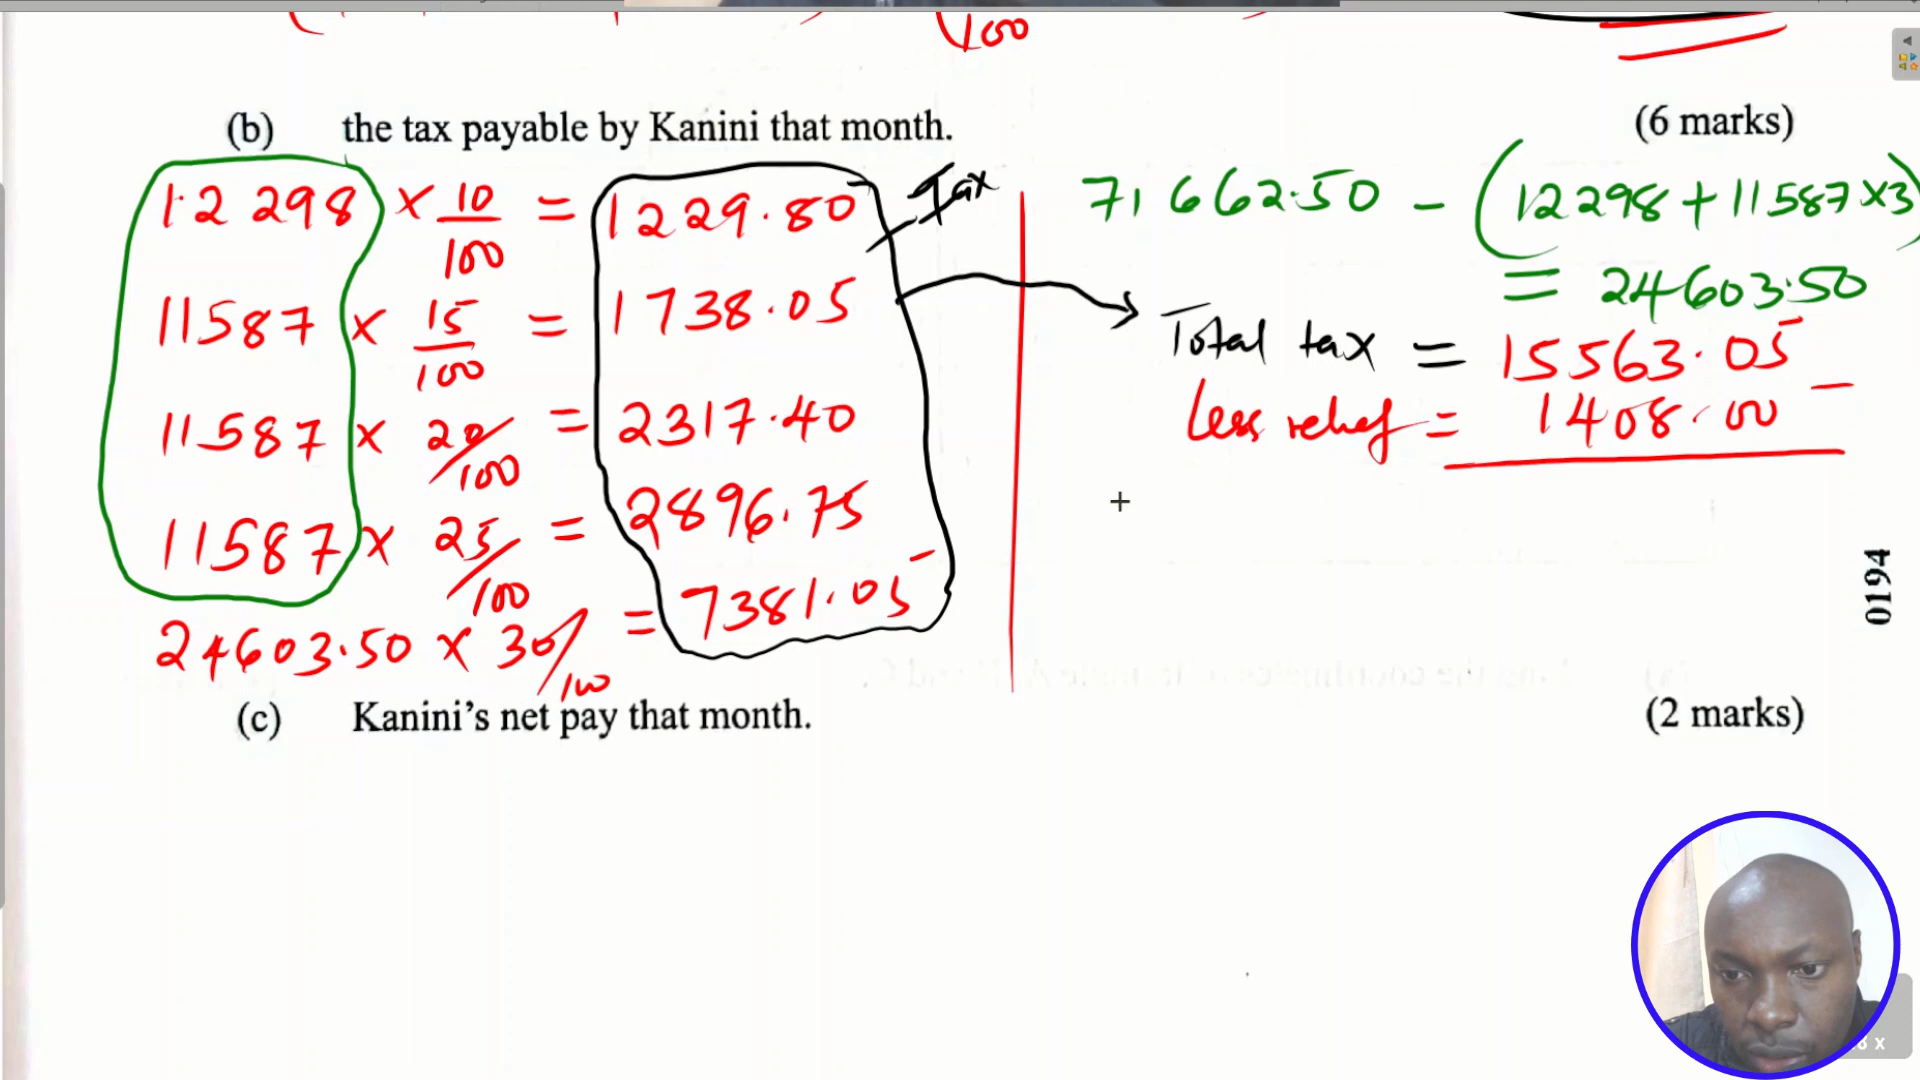 100
(b) the tax payable by Kanini that month. (6 marks)
12 298 × 10/100 = 1229.80 Tax
11587 × 15/100 = 1738.05
11587 × 20/100 = 2317.40
11587 × 25/100 = 2896.75
24603.50 × 30/100 = 7381.05
71 662.50 - (12298 + 11587 ×3)
= 24603.50
Total tax = 15563.05
Less relief = 1408.00
0194
(c) Kanini's net pay that month. (2 marks)